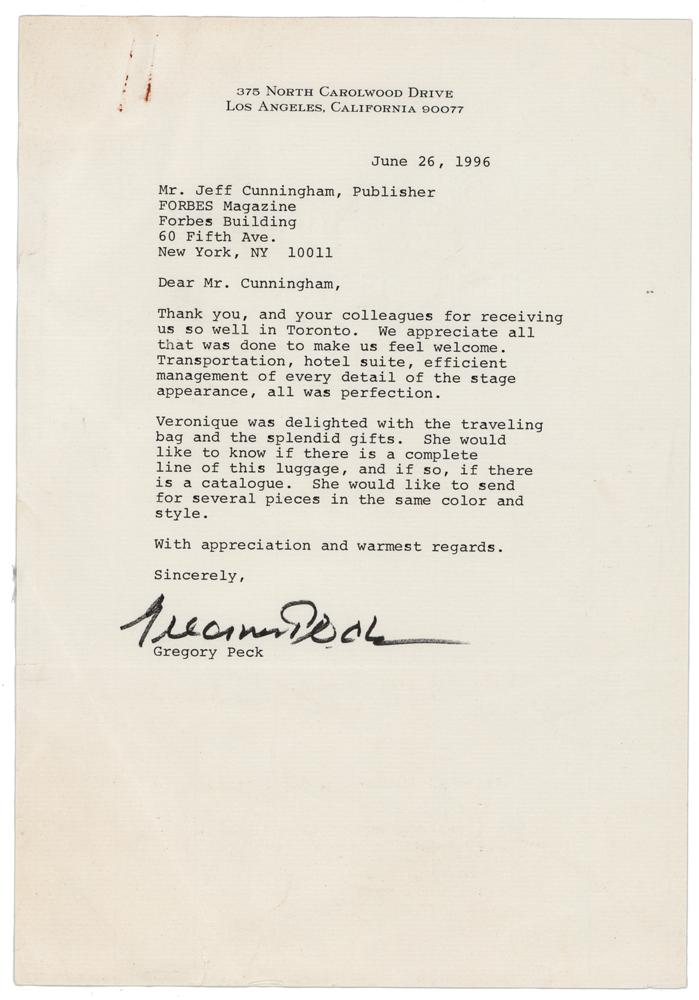 375 North Carolwood Drive
Los Angeles, California 90077
June 26, 1996
Mr. Jeff Cunningham, Publisher
FORBES Magazine
Forbes Building
60 Fifth Ave.
New York, NY  10011
Dear Mr. Cunningham,
Thank you, and your colleagues for receiving
us so well in Toronto.  We appreciate all
that was done to make us feel welcome.
Transportation, hotel suite, efficient
management of every detail of the stage
appearance, all was perfection.
Veronique was delighted with the traveling
bag and the splendid gifts.  She would
like to know if there is a complete
line of this luggage, and if so, if there
is a catalogue.  She would like to send
for several pieces in the same color and
style.
With appreciation and warmest regards.
Sincerely,
Gregory Peck
Gregory Peck